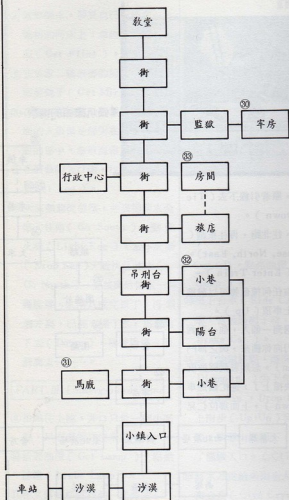 教堂
街
㉚
街 監獄 牢房
㉝
行政中心 街 房間
街 旅店
㉜
吊刑台
街 小巷
街 陽台
㉛
馬廄 街 小巷
小鎮入口
車站 沙漠 沙漠